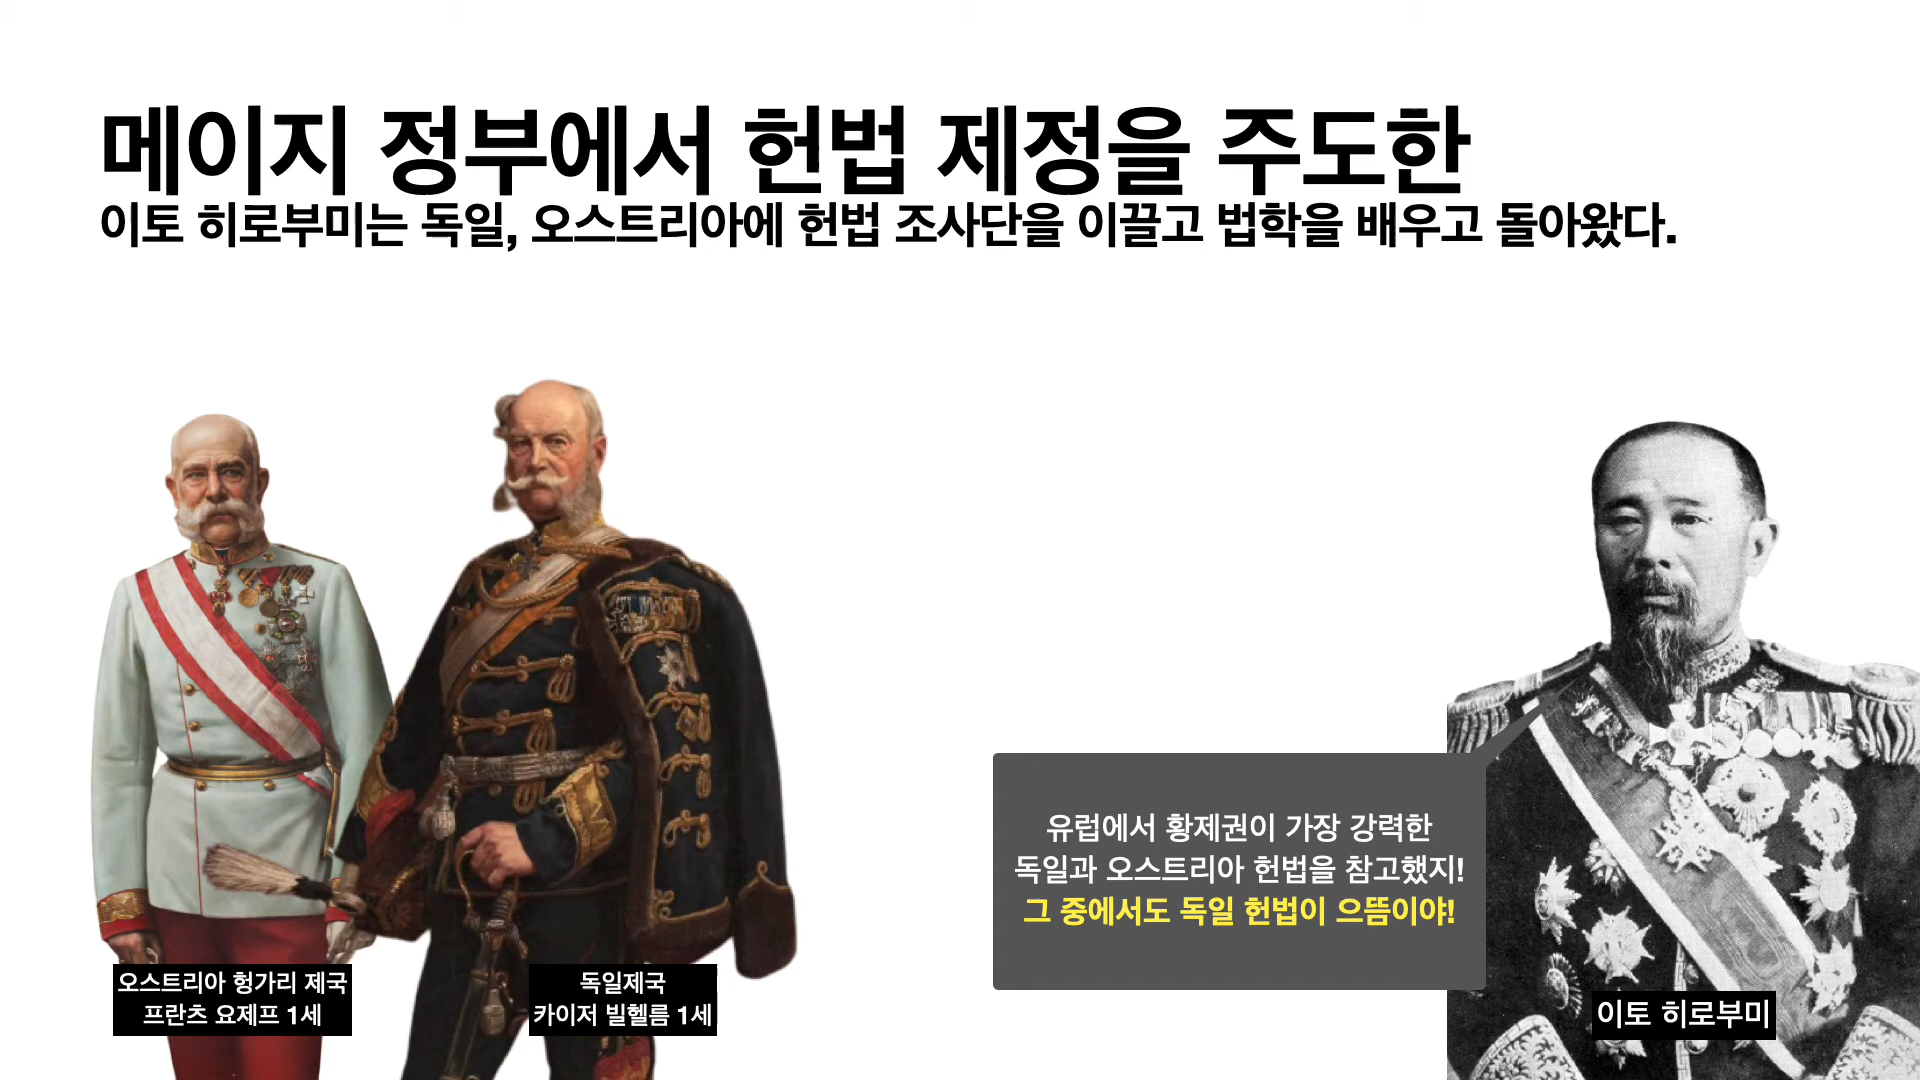 메이지 정부에서 헌법 제정을 주도한
이토 히로부미는 독일, 오스트리아에 헌법 조사단을 이끌고 법학을 배우고 돌아왔다.
유럽에서 황제권이 가장 강력한
독일과 오스트리아 헌법을 참고했지!
그 중에서도 독일 헌법이 으뜸이야!
오스트리아 헝가리 제국
프란츠 요제프 1세
독일제국
카이저 빌헬름 1세
이토 히로부미